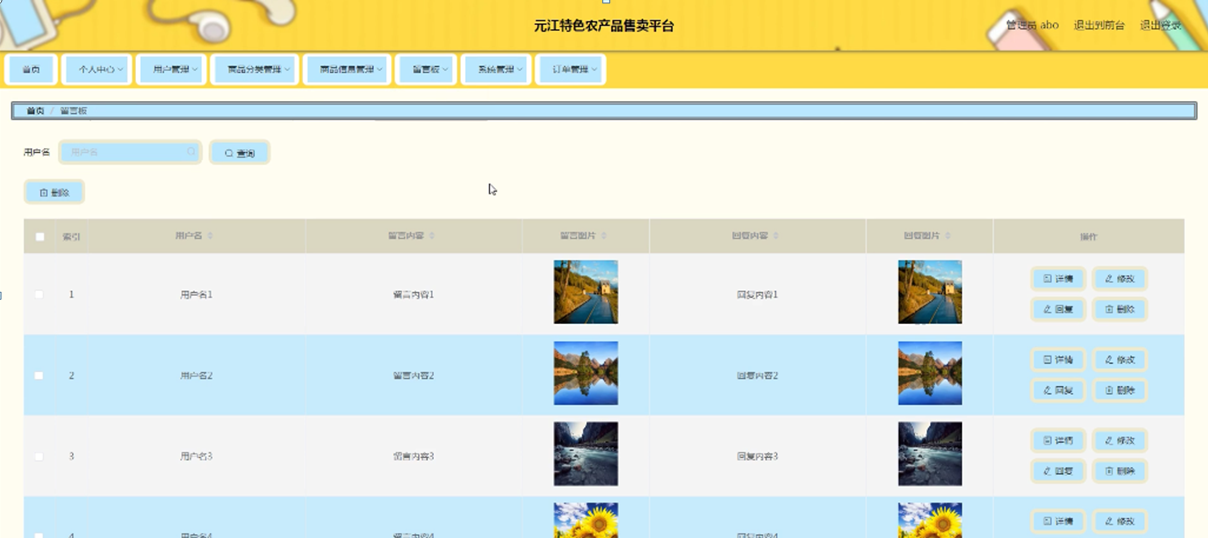 元江特色农产品售卖平台
管理员 abo 退出到前台 退出登录
首页 个人中心 用户管理 商品分类管理 商品信息管理 留言板 系统管理 订单管理
首页 / 留言板
用户名 用户名 查询
删除
索引 用户名 留言内容 留言图片 回复内容 回复图片 操作
1 用户名1 留言内容1 回复内容1 详情 修改
回复 删除
2 用户名2 留言内容2 回复内容2 详情 修改
回复 删除
3 用户名3 留言内容3 回复内容3 详情 修改
回复 删除
4 用户名4 留言内容4 回复内容4 详情 修改